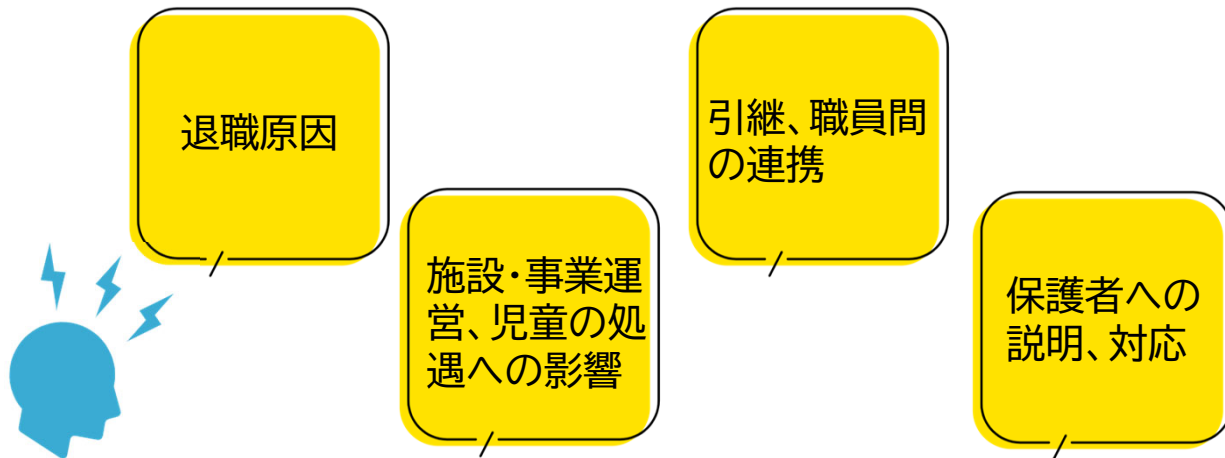 退職原因
施設・事業運
営、児童の処
遇への影響
引継、職員間
の連携
保護者への
説明、対応